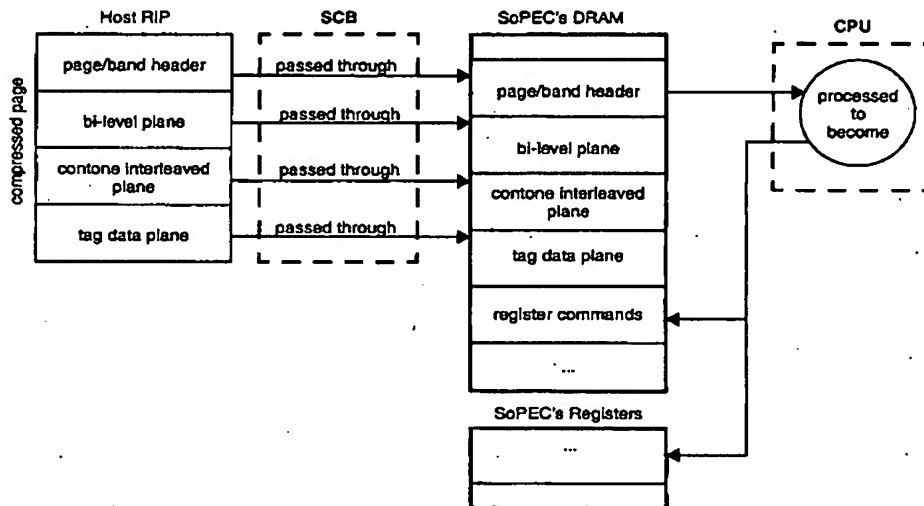 Host RIP
SCB
SoPEC's DRAM
CPU
compressed page
page/band header
bi-level plane
contone interleaved
plane
tag data plane
passed through
passed through
passed through
passed through
page/band header
bi-level plane
contone interleaved
plane
tag data plane
register commands
...
processed
to
become
SoPEC's Registers
...